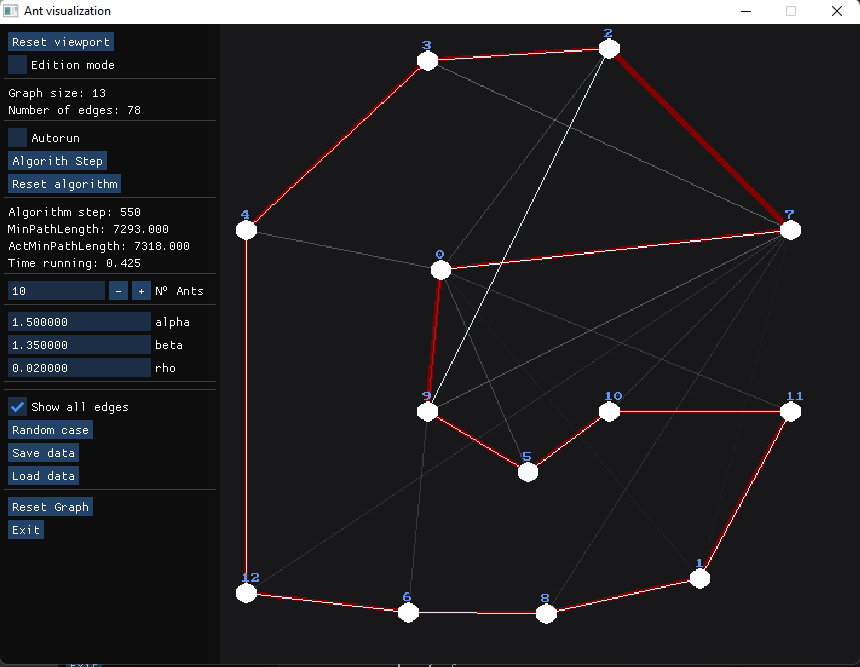 Ant visualization
Reset viewport
Edition mode
Graph size: 13
Number of edges: 78
Autorun
Algorith Step
Reset algorithm
Algorithm step: 550
MinPathLength: 7293.000
ActMinPathLength: 7318.000
Time running: 0.425
10 - + Nº Ants
1.500000 alpha
1.350000 beta
0.020000 rho
Show all edges
Random case
Save data
Load data
Reset Graph
Exit
2
3
4
7
0
9
10
11
5
1
12
6
8